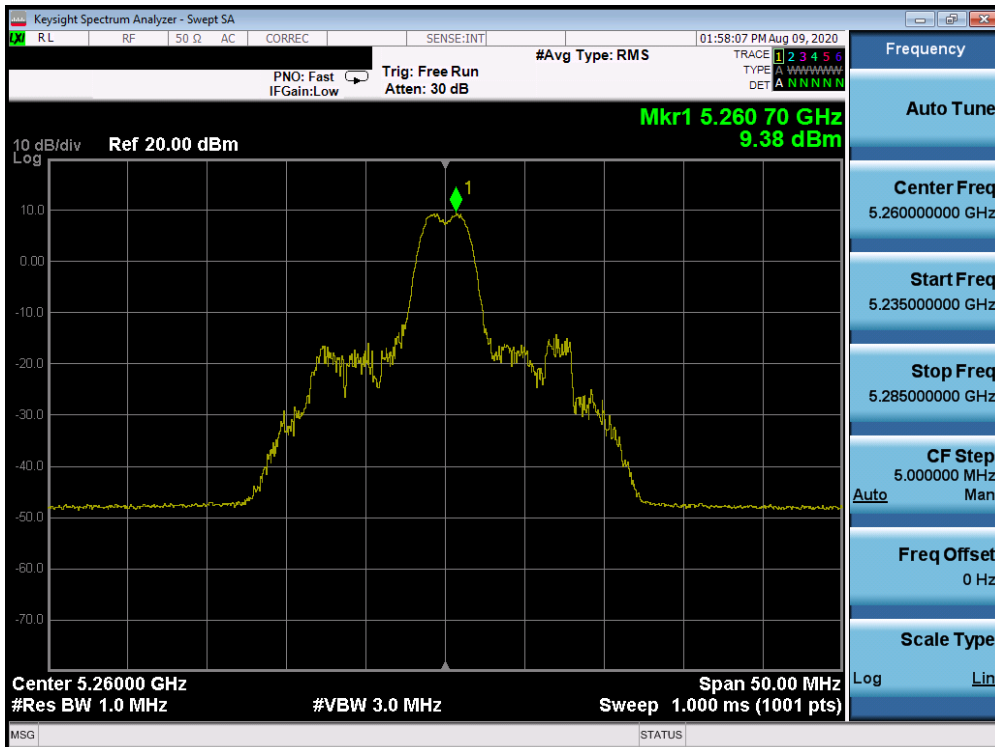 Keysight Spectrum Analyzer - Swept SA
LXI RL RF 50 Ω AC CORREC SENSE:INT 01:58:07 PM Aug 09, 2020
PNO: Fast
IFGain:Low
Trig: Free Run
Atten: 30 dB
#Avg Type: RMS
TRACE 1 2 3 4 5 6
TYPE A WWWWW
DET A N N N N N
Mkr1 5.260 70 GHz
9.38 dBm
10 dB/div
Log
Ref 20.00 dBm
1
10.0
0.00
-10.0
-20.0
-30.0
-40.0
-50.0
-60.0
-70.0
Center 5.26000 GHz
#Res BW 1.0 MHz
#VBW 3.0 MHz
Span 50.00 MHz
Sweep 1.000 ms (1001 pts)
MSG
STATUS
Frequency
Auto Tune
Center Freq
5.260000000 GHz
Start Freq
5.235000000 GHz
Stop Freq
5.285000000 GHz
CF Step
5.000000 MHz
Auto Man
Freq Offset
0 Hz
Scale Type
Log Lin